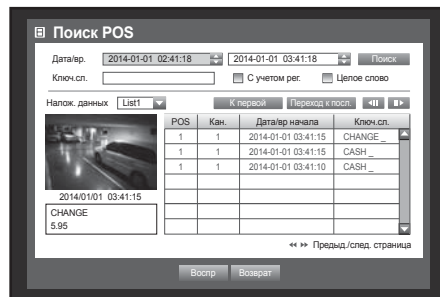 Поиск POS
Дата/вр. 2014-01-01 02:41:18 2014-01-01 03:41:18 Поиск
Ключ.сл. С учетом рег. Целое слово
Налож. данных List1 К первой Переход к посл.
POS Кан. Дата/вр начала Ключ.сл.
1 1 2014-01-01 03:41:15 CHANGE _
1 1 2014-01-01 03:41:15 CASH _
1 1 2014-01-01 03:41:10 CASH _
2014/01/01 03:41:15
CHANGE
5.95
Предыд./след. страница
Воспр Возврат